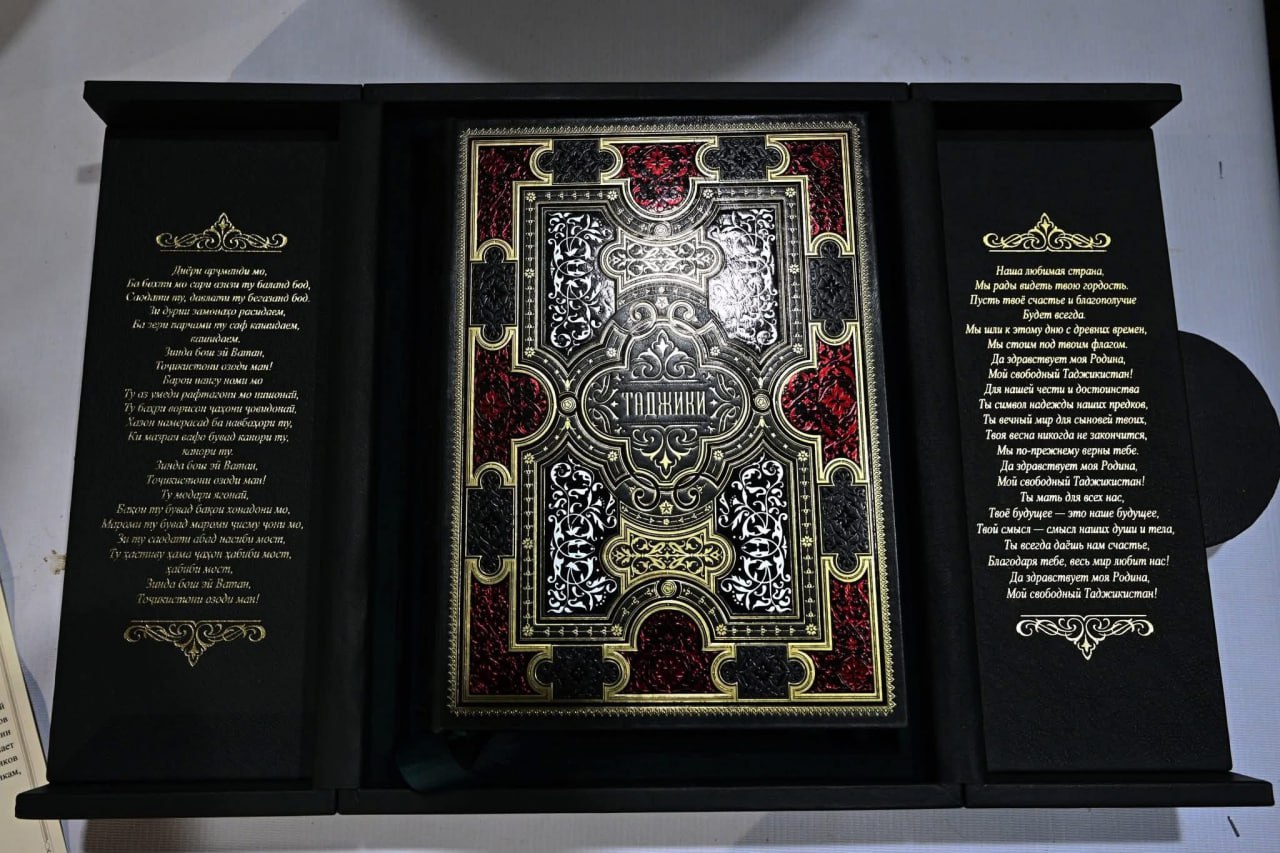 Диёри арҷманди мо,
Ба бахти мо сари азизи ту баланд бод,
Саодати ту, давлати ту бегазанд бод.
Зи дурии замонаҳо расидаем,
Ба зери парчами ту саф кашидаем,
кашидаем.
Зинда бош эй Ватан,
Тоҷикистони озоди ман!
Барои нангу номи мо
Ту аз умеди рафтагони мо нишонаӣ,
Ту баҳри ворисон ҷаҳони ҷовидонаӣ,
Хазон намерасад ба навбаҳори ту,
Ки мазраи вафо бувад канори ту,
канори ту.
Зинда бош эй Ватан,
Тоҷикистони озоди ман!
Ту модари ягонаӣ,
Бақои ту бувад бақои хонадони мо,
Мароми ту бувад мароми ҷисму ҷони мо,
Зи ту саодати абад насиби мост,
Ту ҳастиву ҳама ҷаҳон ҳабиби мост,
ҳабиби мост,
Зинда бош эй Ватан,
Тоҷикистони озоди ман!
ТАДЖИКИ
Наша любимая страна,
Мы рады видеть твою гордость.
Пусть твоё счастье и благополучие
Будет всегда.
Мы шли к этому дню с древних времен,
Мы стоим под твоим флагом.
Да здравствует моя Родина,
Мой свободный Таджикистан!
Для нашей чести и достоинства
Ты символ надежды наших предков,
Ты вечный мир для сыновей твоих,
Твоя весна никогда не закончится,
Мы по-прежнему верны тебе.
Да здравствует моя Родина,
Мой свободный Таджикистан!
Ты мать для всех нас,
Твоё будущее — это наше будущее,
Твой смысл — смысл наших души и тела,
Ты всегда даёшь нам счастье,
Благодаря тебе, весь мир любит нас!
Да здравствует моя Родина,
Мой свободный Таджикистан!